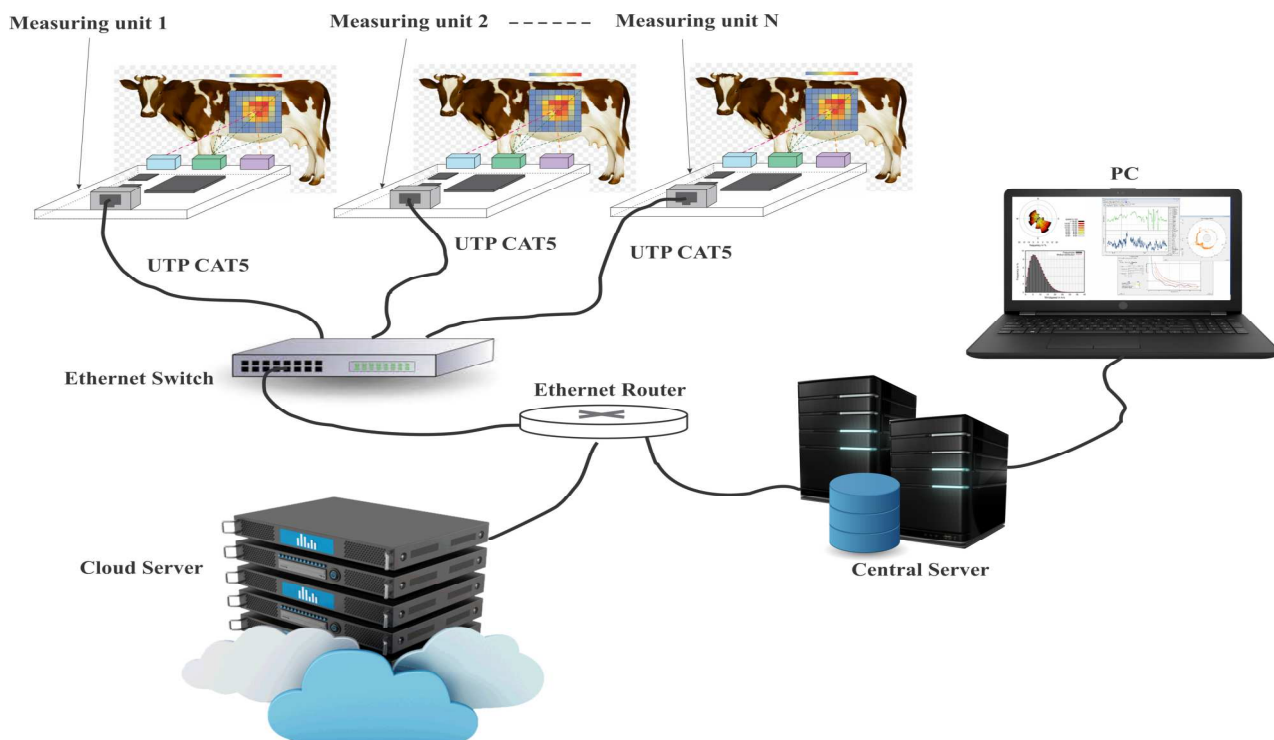 Measuring unit 1
Measuring unit 2
Measuring unit N
PC
UTP CAT5
UTP CAT5
UTP CAT5
Ethernet Switch
Ethernet Router
Cloud Server
Central Server